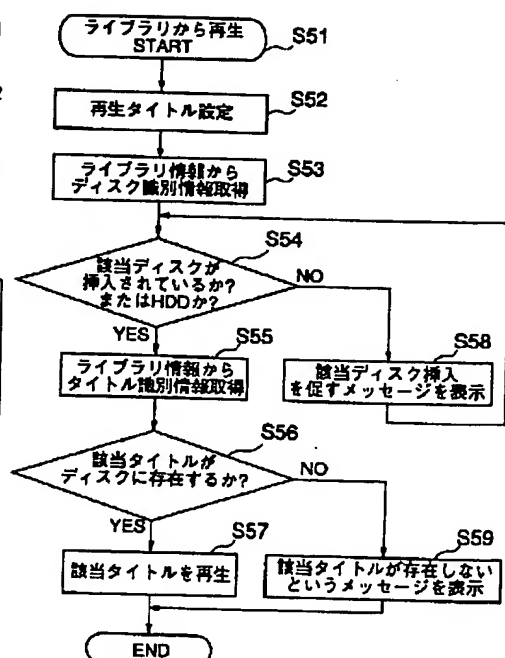 ライブラリから再生
START
S51
再生タイトル設定
S52
ライブラリ情報から
ディスク識別情報取得
S53
該当ディスクが
挿入されているか?
またはHDDか?
S54
NO
YES
ライブラリ情報から
タイトル識別情報取得
S55
該当ディスク挿入
を促すメッセージを表示
S58
該当タイトルが
ディスクに存在するか?
S56
NO
YES
該当タイトルを再生
S57
該当タイトルが存在しない
というメッセージを表示
S59
END